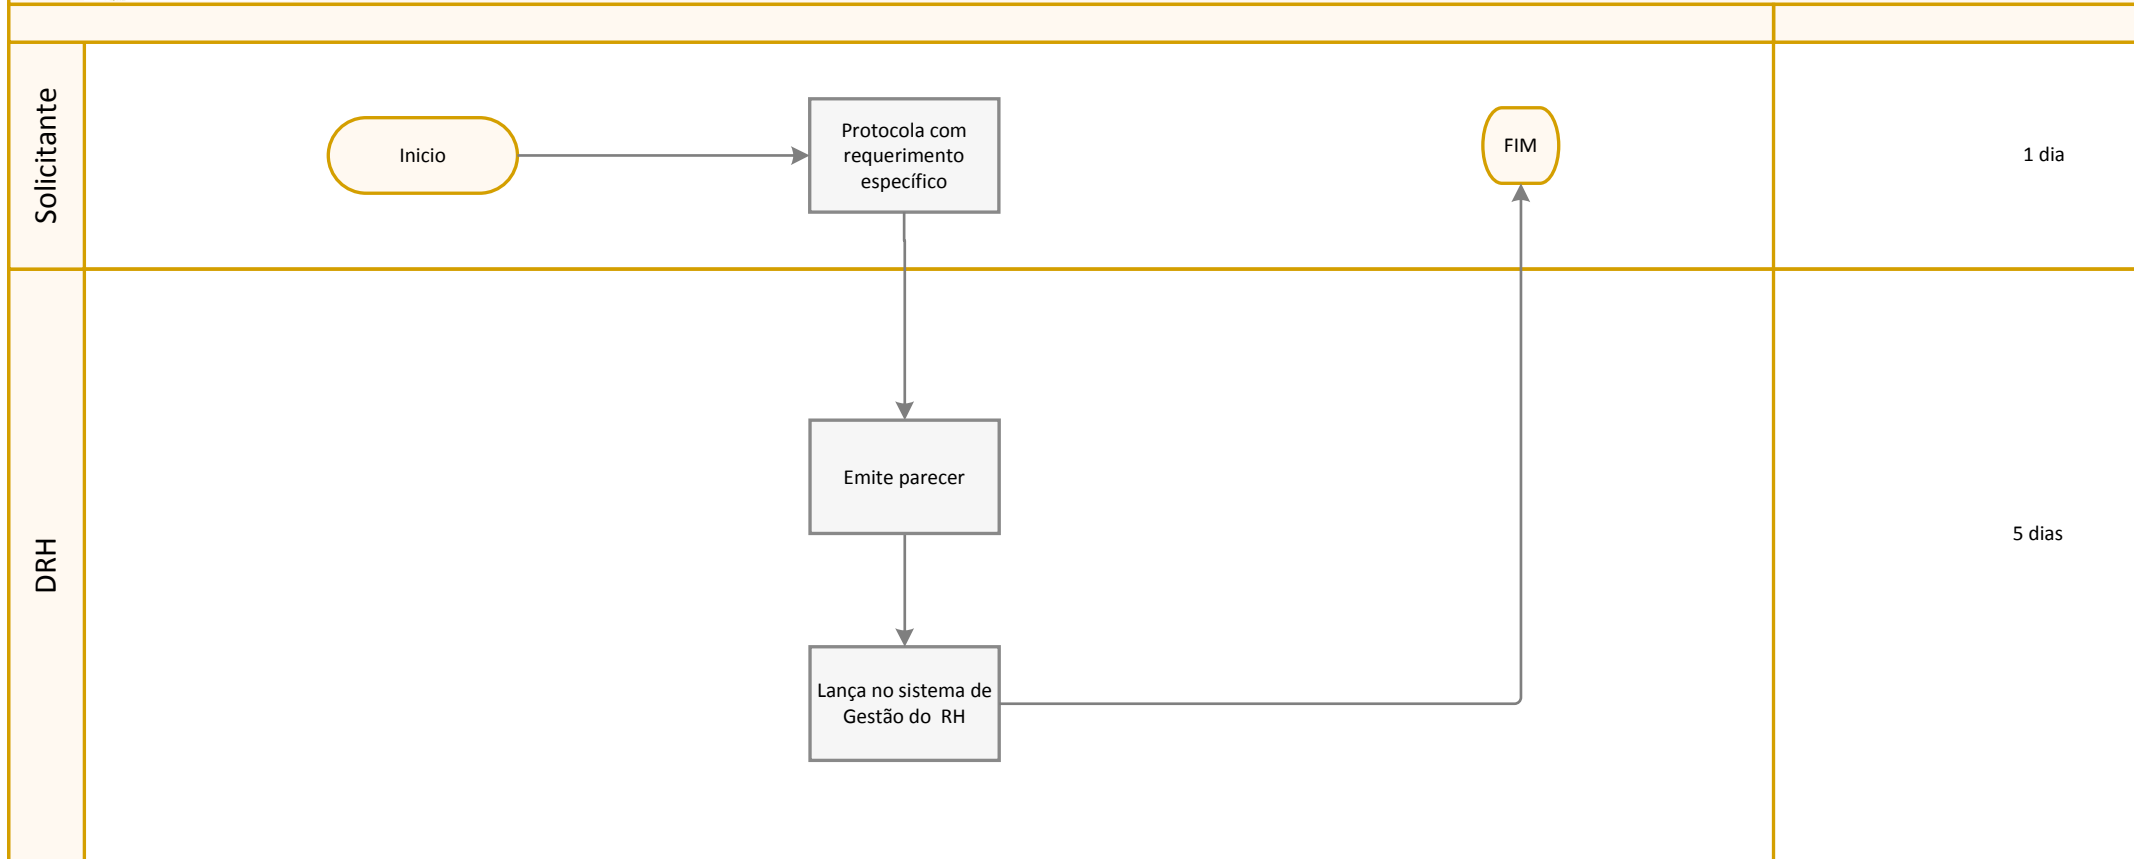 Solicitante
Inicio
Protocola com
requerimento
específico
FIM
1 dia
DRH
Emite parecer
5 dias
Lança no sistema de
Gestão do  RH